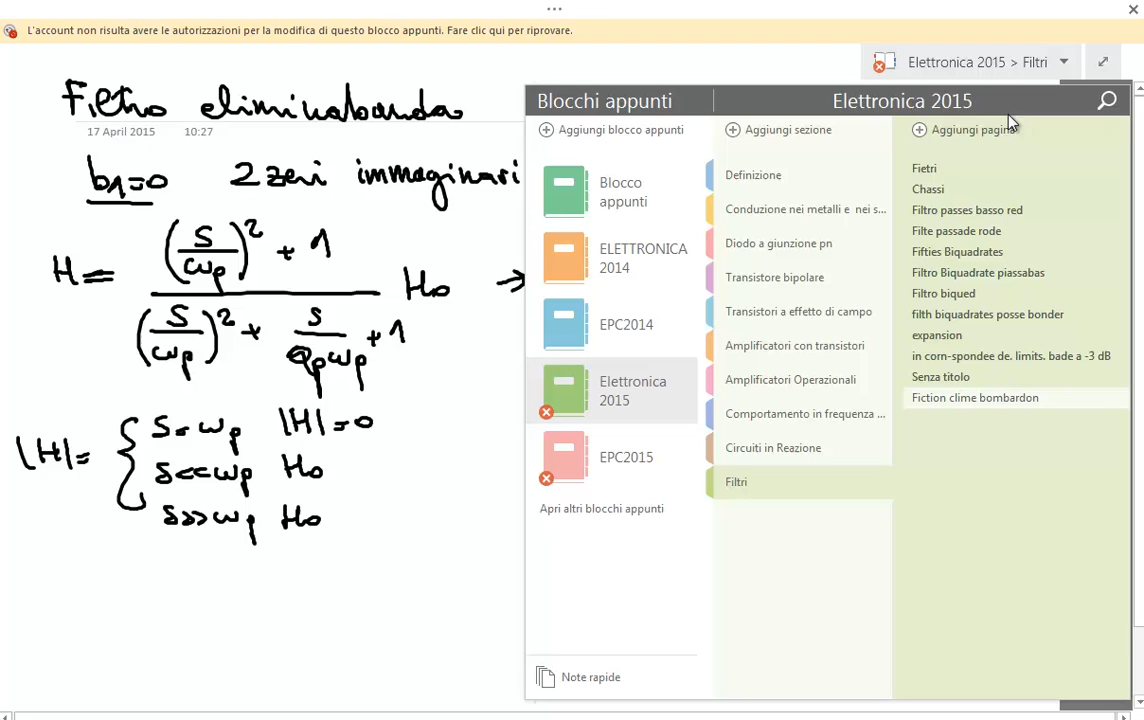 L'account non risulta avere le autorizzazioni per la modifica di questo blocco appunti. Fare clic qui per riprovare.
Elettronica 2015 > Filtri
Filtro eliminabanda
17 April 2015 10:27
b₁=0 2 zeri immaginari
H = ((s/ωp)² + 1) / ((s/ωp)² + s/(Qpωp) + 1) H₀ →
|H| = { s=ωp |H|=0
s<<ωp H₀
s>>ωp H₀
Blocchi appunti
Aggiungi blocco appunti
Blocco appunti
ELETTRONICA 2014
EPC2014
Elettronica 2015
EPC2015
Apri altri blocchi appunti
Note rapide
Elettronica 2015
Aggiungi sezione
Definizione
Conduzione nei metalli e nei s...
Diodo a giunzione pn
Transistore bipolare
Transistori a effetto di campo
Amplificatori con transistori
Amplificatori Operazionali
Comportamento in frequenza ...
Circuiti in Reazione
Filtri
Aggiungi pagina
Fietri
Chassi
Filtro passes basso red
Filte passade rode
Fifties Biquadrates
Filtro Biquadrate piassabas
Filtro biqued
filth biquadrates posse bonder
expansion
in corn-spondee de. limits. bade a -3 dB
Senza titolo
Fiction clime bombardon